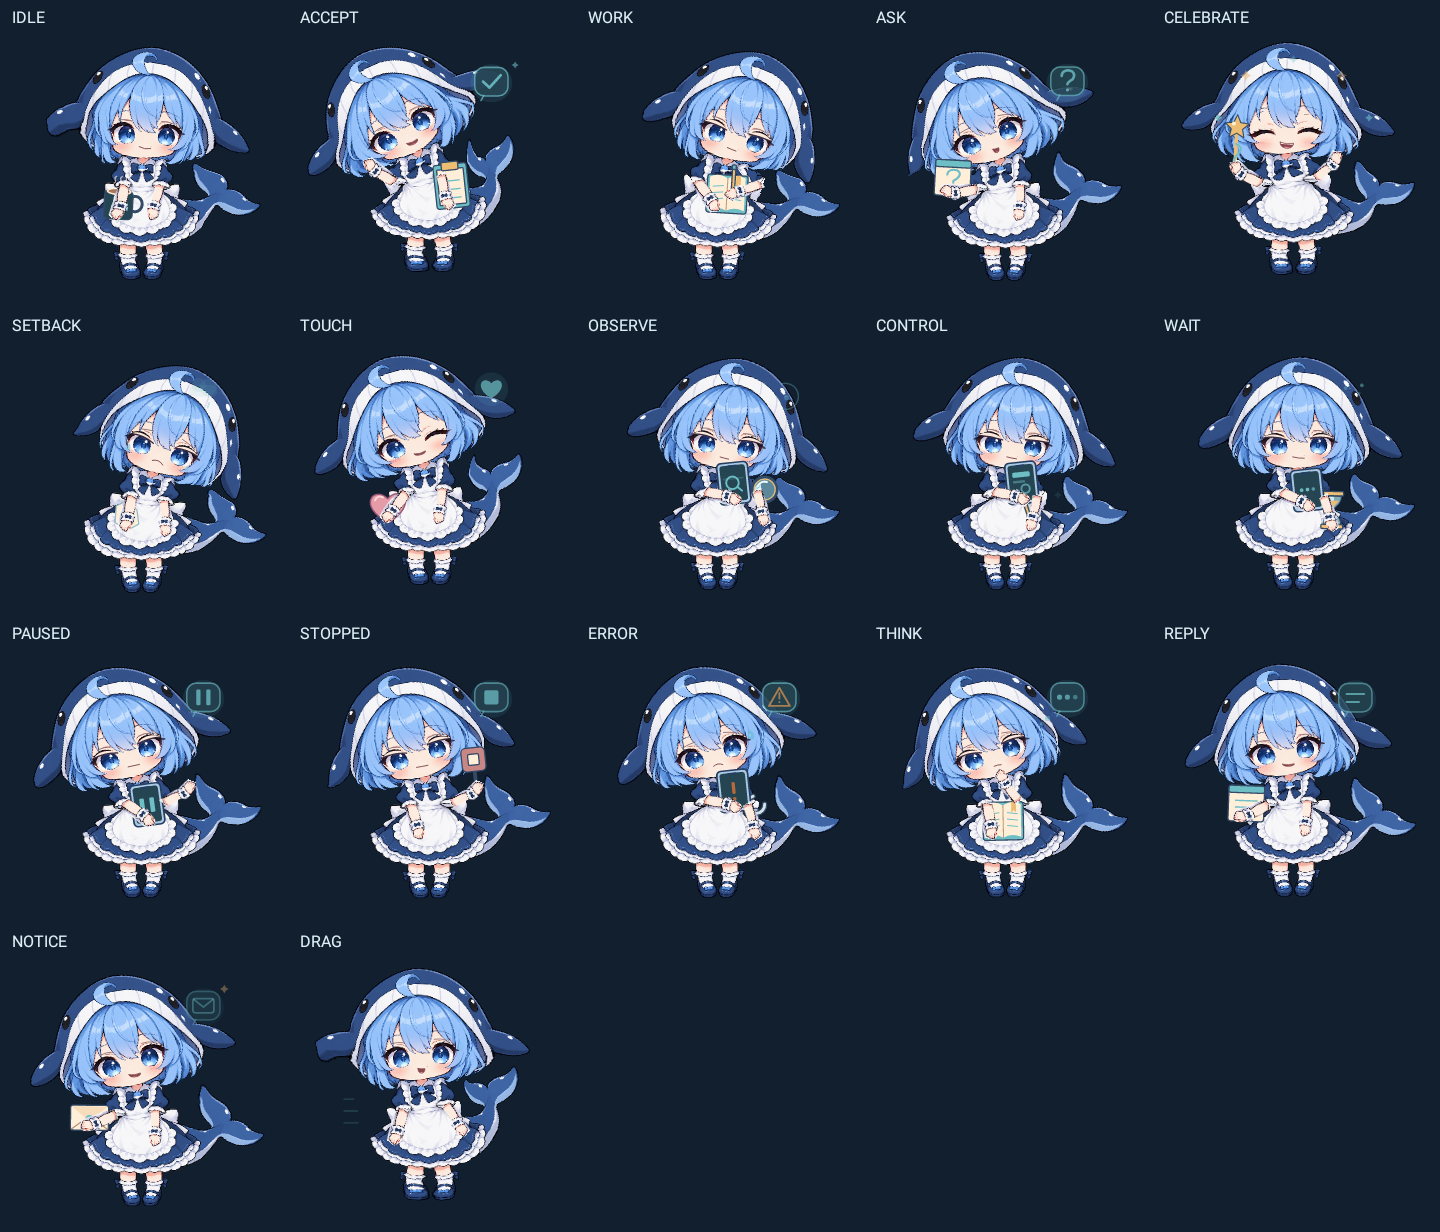 IDLE
ACCEPT
WORK
ASK
CELEBRATE
?
?
SETBACK
TOUCH
OBSERVE
CONTROL
WAIT
PAUSED
STOPPED
ERROR
THINK
REPLY
!
NOTICE
DRAG